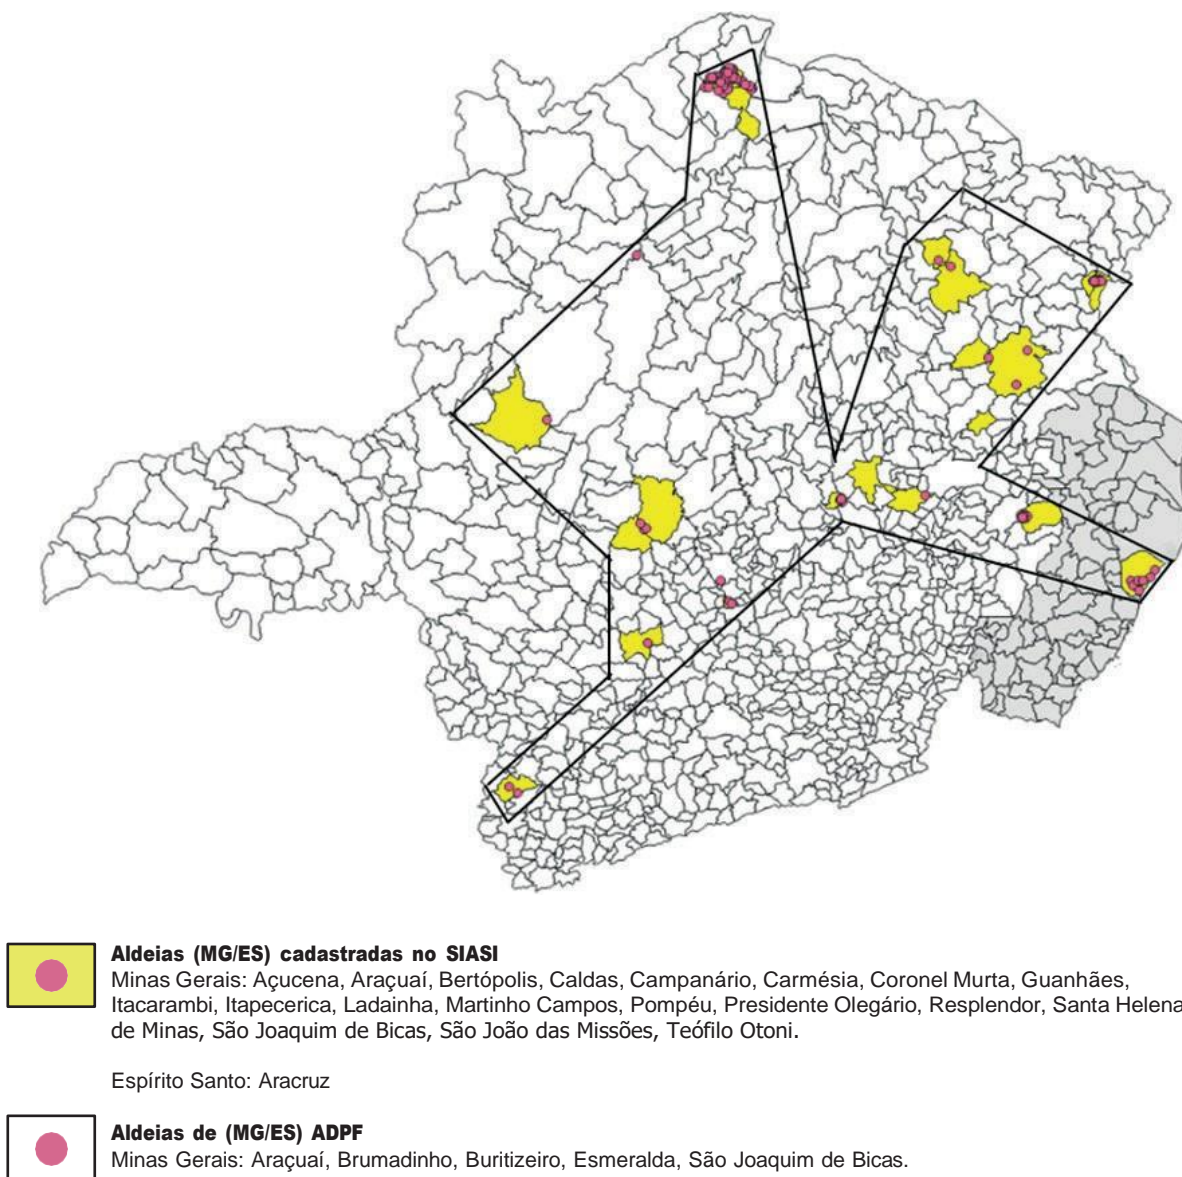 Aldeias (MG/ES) cadastradas no SIASI
Minas Gerais: Açucena, Araçuaí, Bertópolis, Caldas, Campanário, Carmésia, Coronel Murta, Guanhães,
Itacarambi, Itapecerica, Ladainha, Martinho Campos, Pompéu, Presidente Olegário, Resplendor, Santa Helena
de Minas, São Joaquim de Bicas, São João das Missões, Teófilo Otoni.
Espírito Santo: Aracruz
Aldeias de (MG/ES) ADPF
Minas Gerais: Araçuaí, Brumadinho, Buritizeiro, Esmeralda, São Joaquim de Bicas.